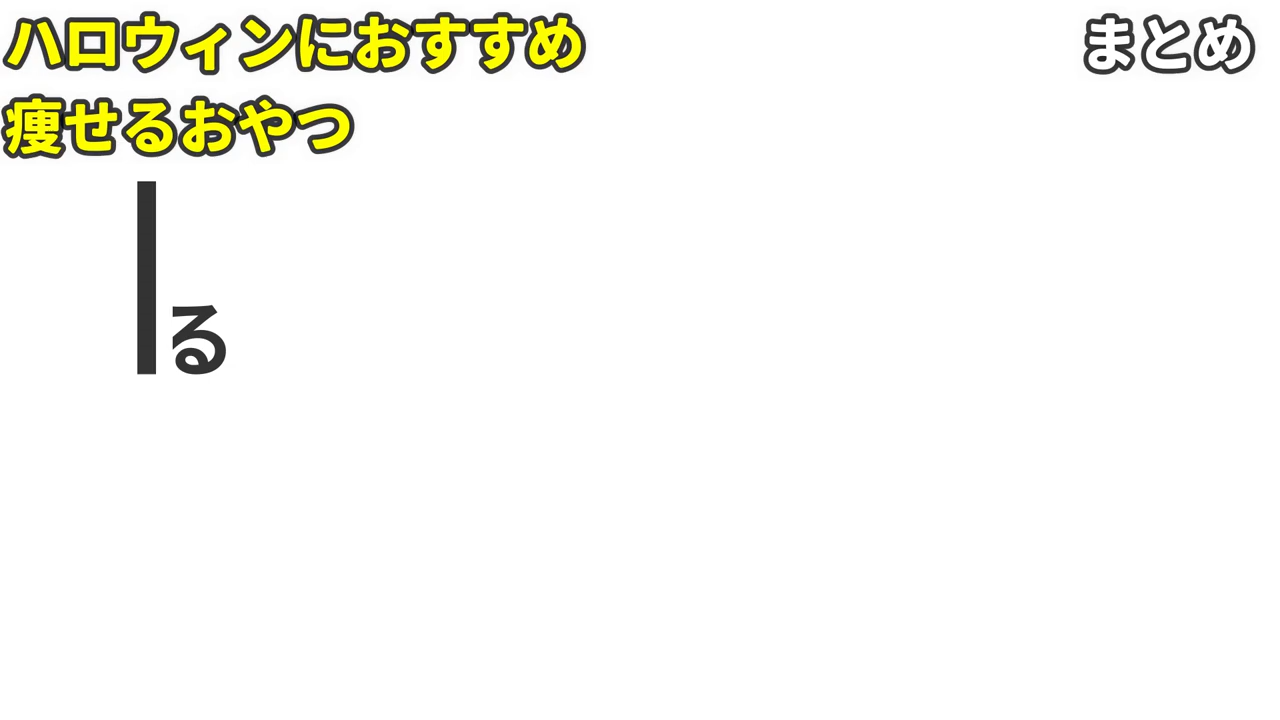 ハロウィンにおすすめ
まとめ
痩せるおやつ
る